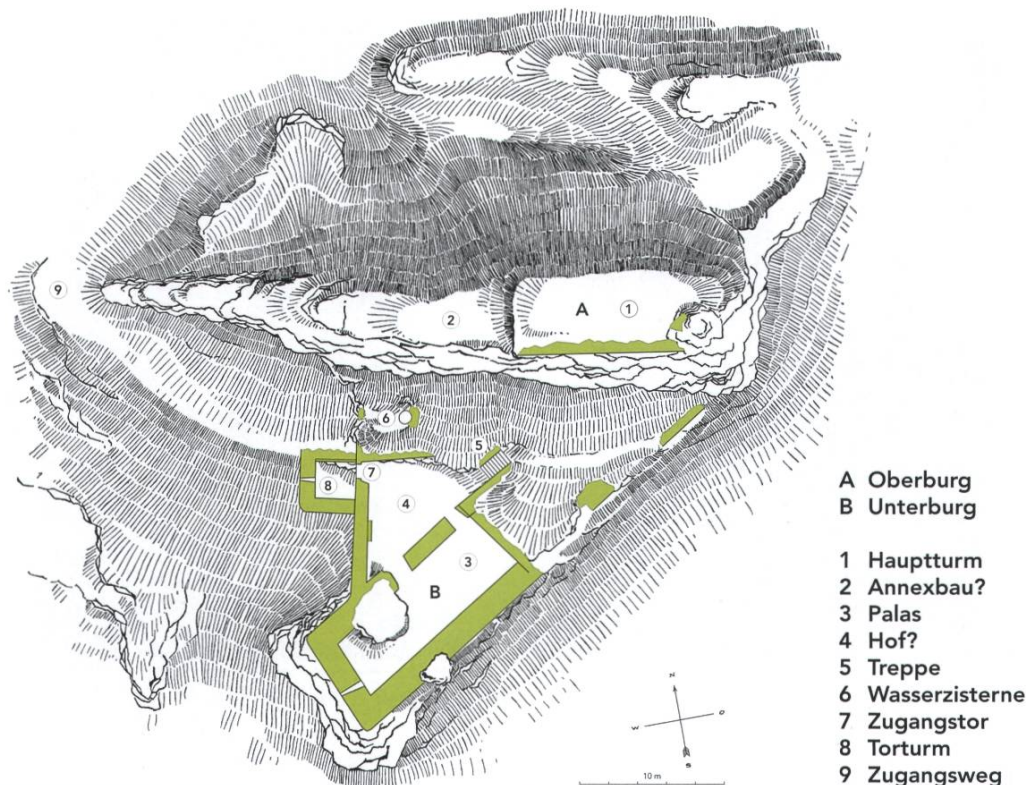 9
2
A 1
6
5
7
8
4
3
B
N
W O
S
10 m
A Oberburg
B Unterburg
1 Hauptturm
2 Annexbau?
3 Palas
4 Hof?
5 Treppe
6 Wasserzisterne
7 Zugangstor
8 Torturm
9 Zugangsweg